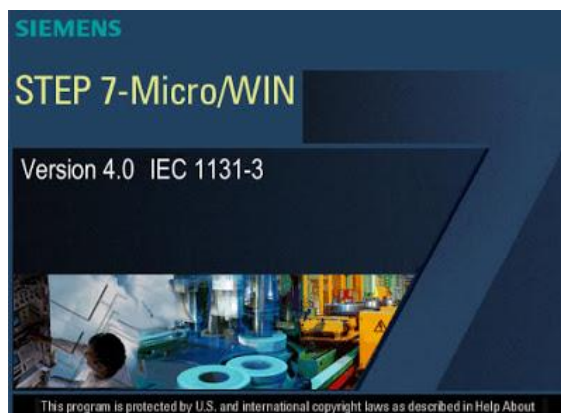 SIEMENS
STEP 7-Micro/WIN
Version 4.0 IEC 1131-3
This program is protected by U.S. and international copyright laws as described in Help About